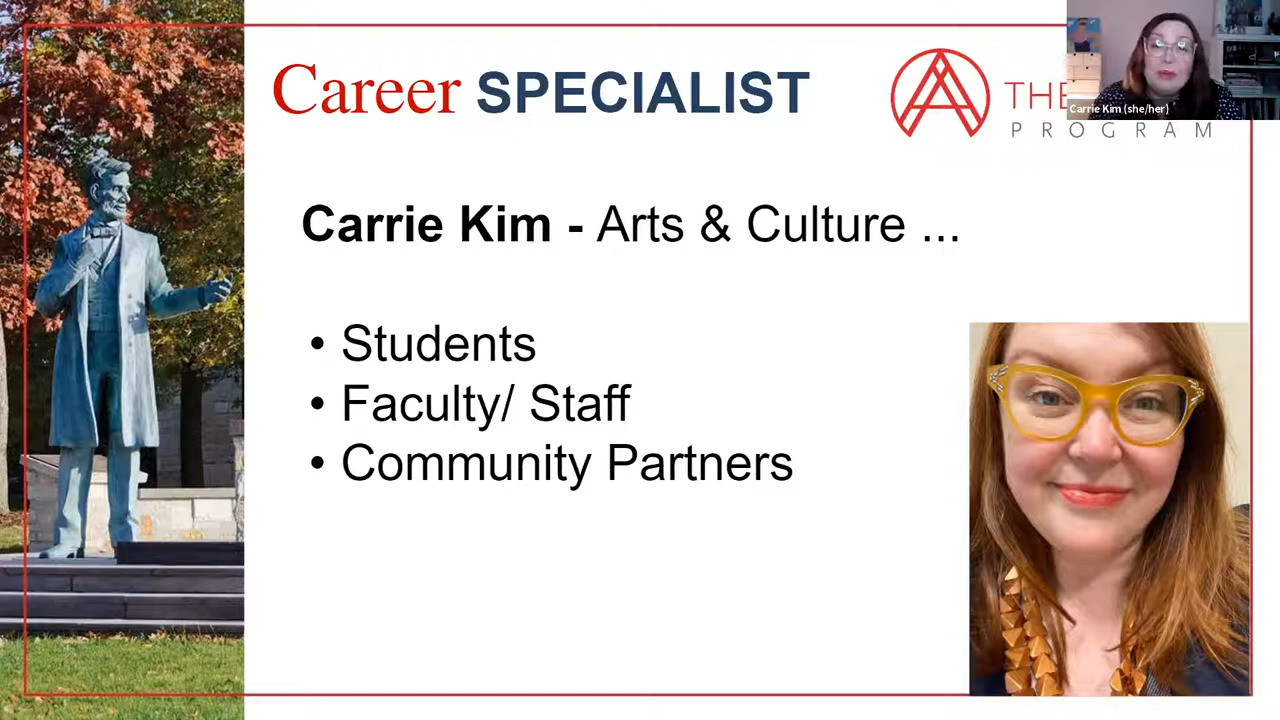 Career SPECIALIST
THE
PROGRAM
Carrie Kim (she/her)
Carrie Kim - Arts & Culture ...
• Students
• Faculty/ Staff
• Community Partners